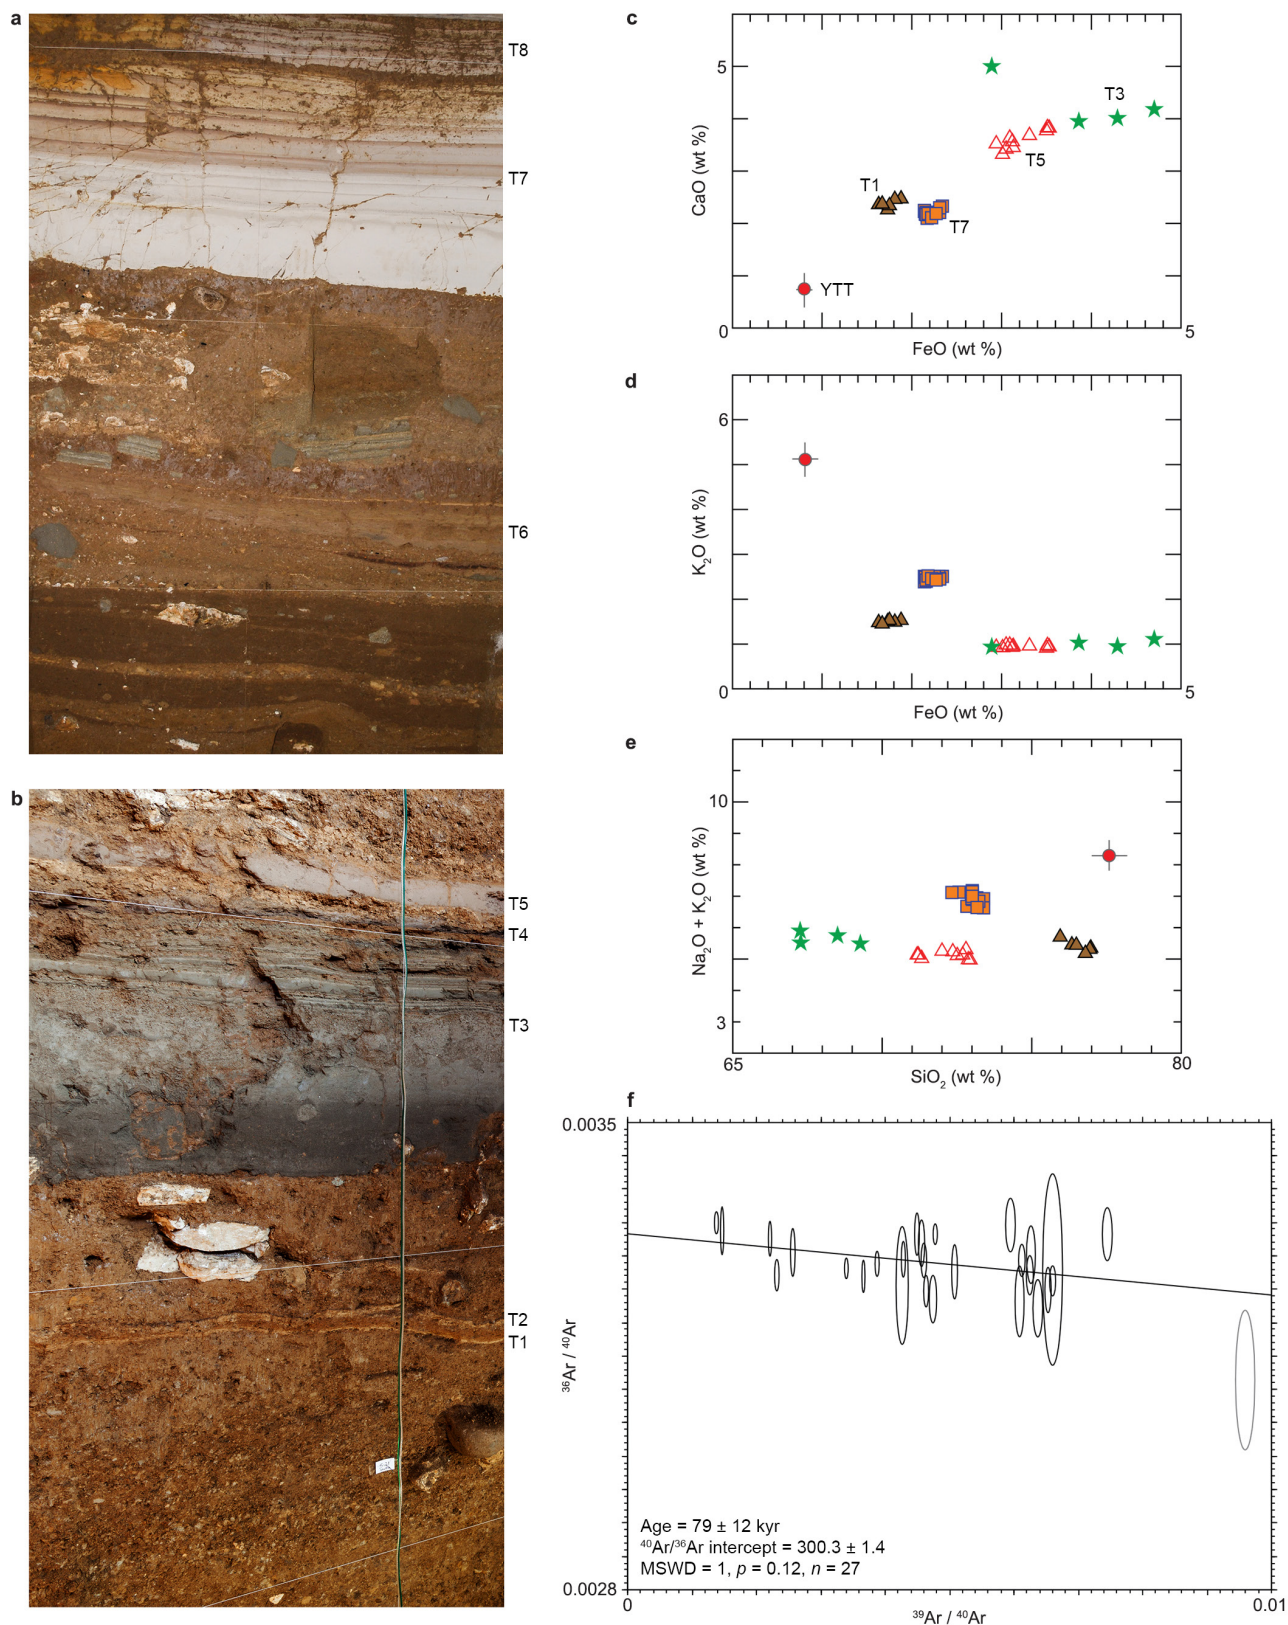 a
T8
T7
T6
b
T5
T4
T3
T2
T1
c
5
CaO (wt %)
T3
T5
T1
T7
YTT
0
5
FeO (wt %)
d
6
K2O (wt %)
0
5
FeO (wt %)
e
10
Na2O + K2O (wt %)
3
65
80
SiO2 (wt %)
f
0.0035
36Ar / 40Ar
Age = 79 ± 12 kyr
40Ar/36Ar intercept = 300.3 ± 1.4
MSWD = 1, p = 0.12, n = 27
0.0028
0
0.01
39Ar / 40Ar